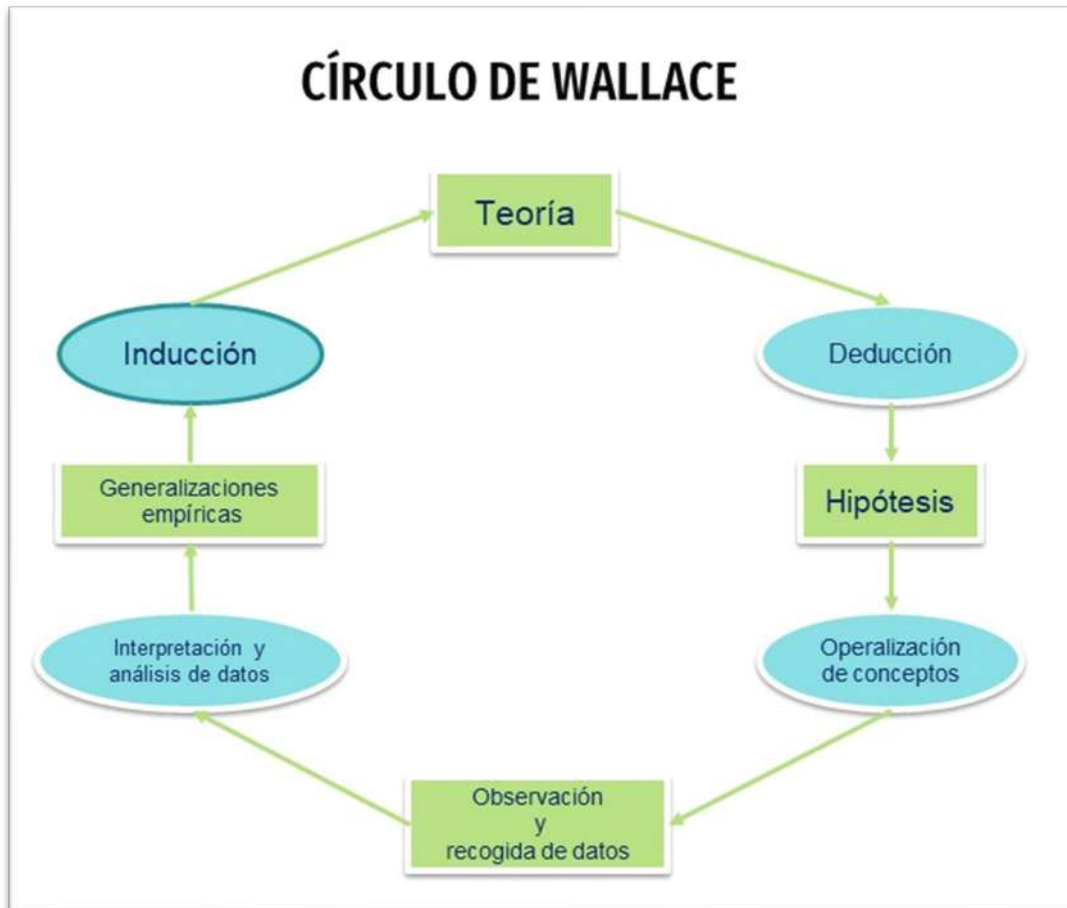 CÍRCULO DE WALLACE
Teoría
Inducción
Deducción
Generalizaciones
empíricas
Hipótesis
Interpretación y
análisis de datos
Operalización
de conceptos
Observación
y
recogida de datos